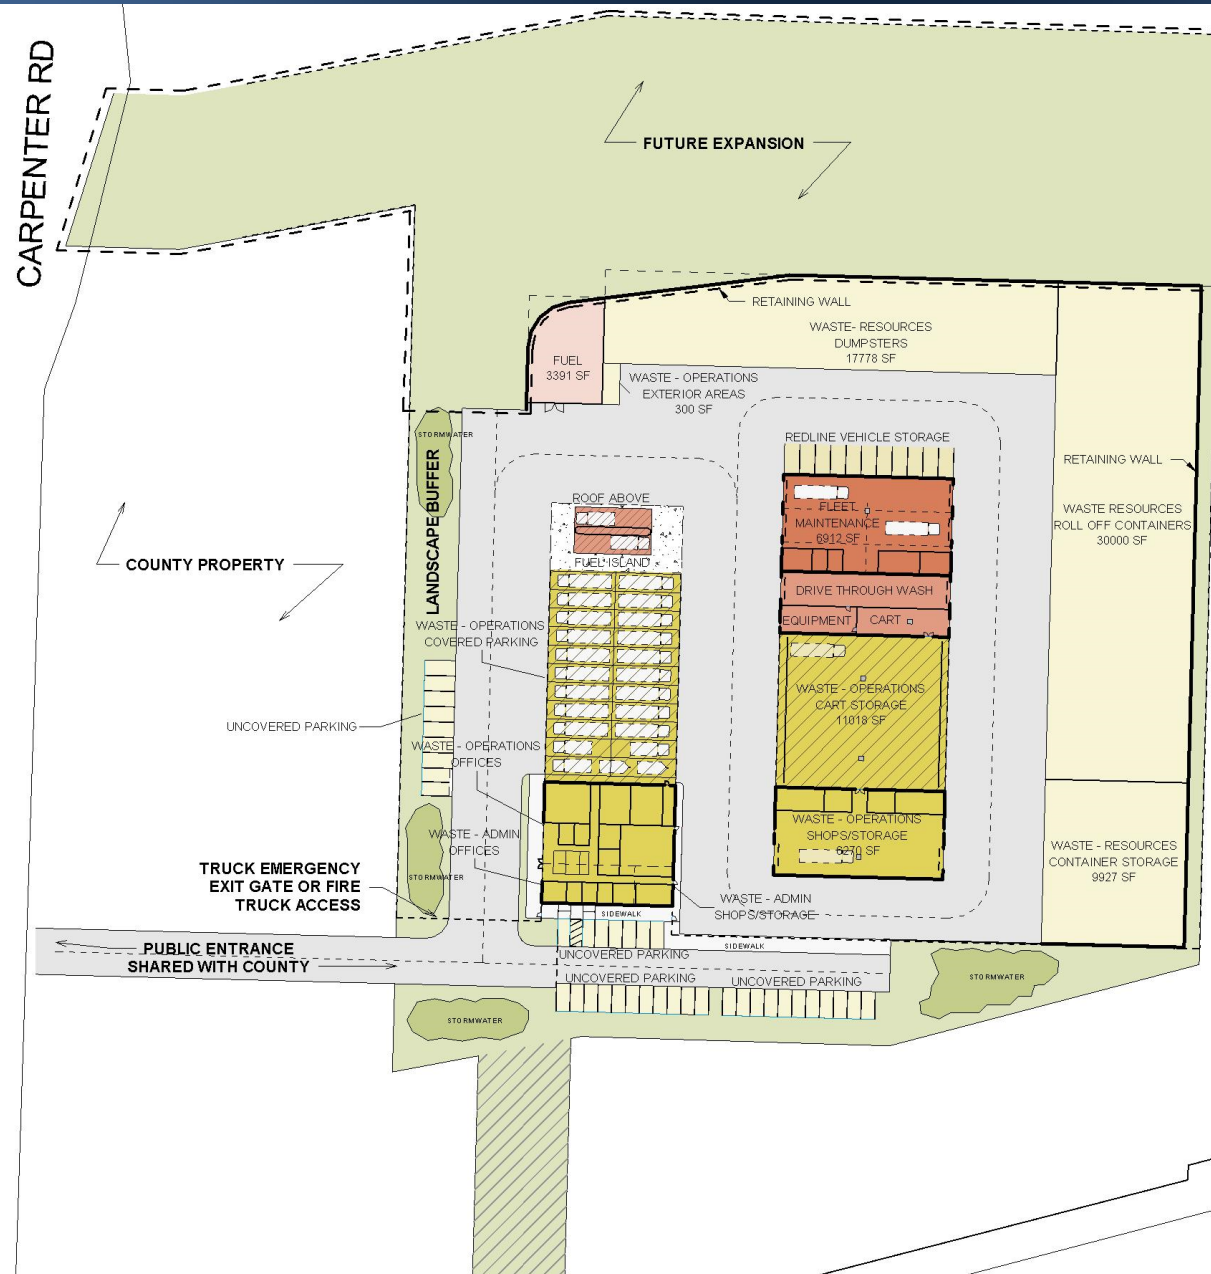 CARPENTER RD
FUTURE EXPANSION
RETAINING WALL
WASTE- RESOURCES
DUMPSTERS
17778 SF
FUEL
3391 SF
WASTE - OPERATIONS
EXTERIOR AREAS
300 SF
STORMWATER
REDLINE VEHICLE STORAGE
RETAINING WALL
LANDSCAPE BUFFER
ROOF ABOVE
FLEET
MAINTENANCE
6912 SF
WASTE RESOURCES
ROLL OFF CONTAINERS
30000 SF
COUNTY PROPERTY
FUEL ISLAND
DRIVE THROUGH WASH
EQUIPMENT
CART
WASTE - OPERATIONS
COVERED PARKING
WASTE - OPERATIONS
CART STORAGE
11018 SF
UNCOVERED PARKING
WASTE - OPERATIONS
OFFICES
WASTE - ADMIN
OFFICES
WASTE - OPERATIONS
SHOPS/STORAGE
6270 SF
WASTE - RESOURCES
CONTAINER STORAGE
9927 SF
TRUCK EMERGENCY
EXIT GATE OR FIRE
TRUCK ACCESS
STORMWATER
WASTE - ADMIN
SHOPS/STORAGE
SIDEWALK
PUBLIC ENTRANCE
SHARED WITH COUNTY
SIDEWALK
UNCOVERED PARKING
UNCOVERED PARKING
UNCOVERED PARKING
STORMWATER
STORMWATER